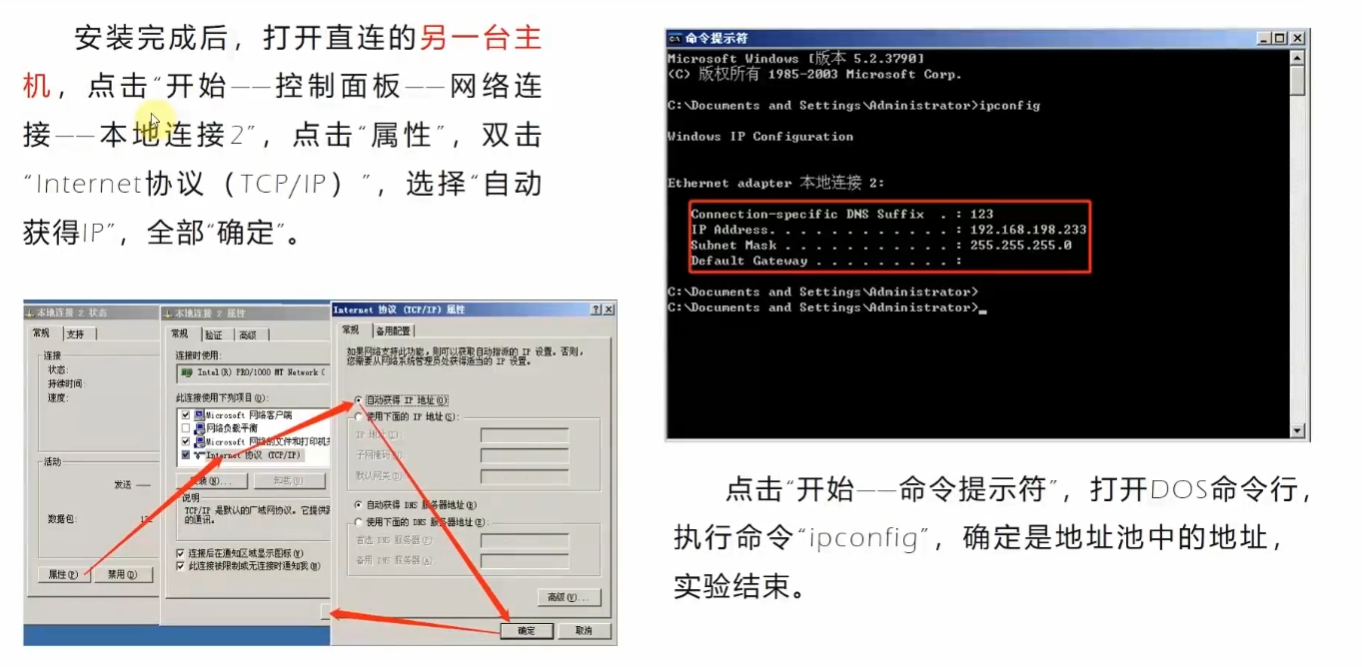 安装完成后，打开直连的另一台主
机，点击“开始——控制面板——网络连
接——本地连接2”，点击“属性”，双击
“Internet协议（TCP/IP）”，选择“自动
获得IP”，全部“确定”。
本地连接 2 状态
常规 支持
连接
状态:
持续时间:
速度:
活动
发送 ——
数据包:
属性(P) 禁用(D)
本地连接 2 属性
常规 验证 高级
连接时使用:
Intel(R) PRO/1000 MT Network C
此连接使用下列项目(O):
Microsoft 网络客户端
网络负载平衡
Microsoft 网络的文件和打印机共
Internet 协议 (TCP/IP)
安装(N)... 卸载(U)
说明
TCP/IP 是默认的广域网协议。它提供跨
的通讯。
连接后在通知区域显示图标(W)
此连接被限制或无连接时通知我(M)
Internet 协议 (TCP/IP) 属性
常规 备用配置
如果网络支持此功能，则可以获取自动指派的 IP 设置。否则，
您需要从网络系统管理员处获得适当的 IP 设置。
自动获得 IP 地址(O)
使用下面的 IP 地址(S):
IP 地址(I):
子网掩码(U):
默认网关(D):
自动获得 DNS 服务器地址(B)
使用下面的 DNS 服务器地址(E):
首选 DNS 服务器(P):
备用 DNS 服务器(A):
高级(V)...
确定 取消
命令提示符
Microsoft Windows [版本 5.2.3790]
(C) 版权所有 1985-2003 Microsoft Corp.
C:\Documents and Settings\Administrator>ipconfig
Windows IP Configuration
Ethernet adapter 本地连接 2:
Connection-specific DNS Suffix . : 123
IP Address. . . . . . . . . . . . : 192.168.198.233
Subnet Mask . . . . . . . . . . . : 255.255.255.0
Default Gateway . . . . . . . . . :
C:\Documents and Settings\Administrator>
C:\Documents and Settings\Administrator>_
点击“开始——命令提示符”，打开DOS命令行，
执行命令“ipconfig”，确定是地址池中的地址，
实验结束。